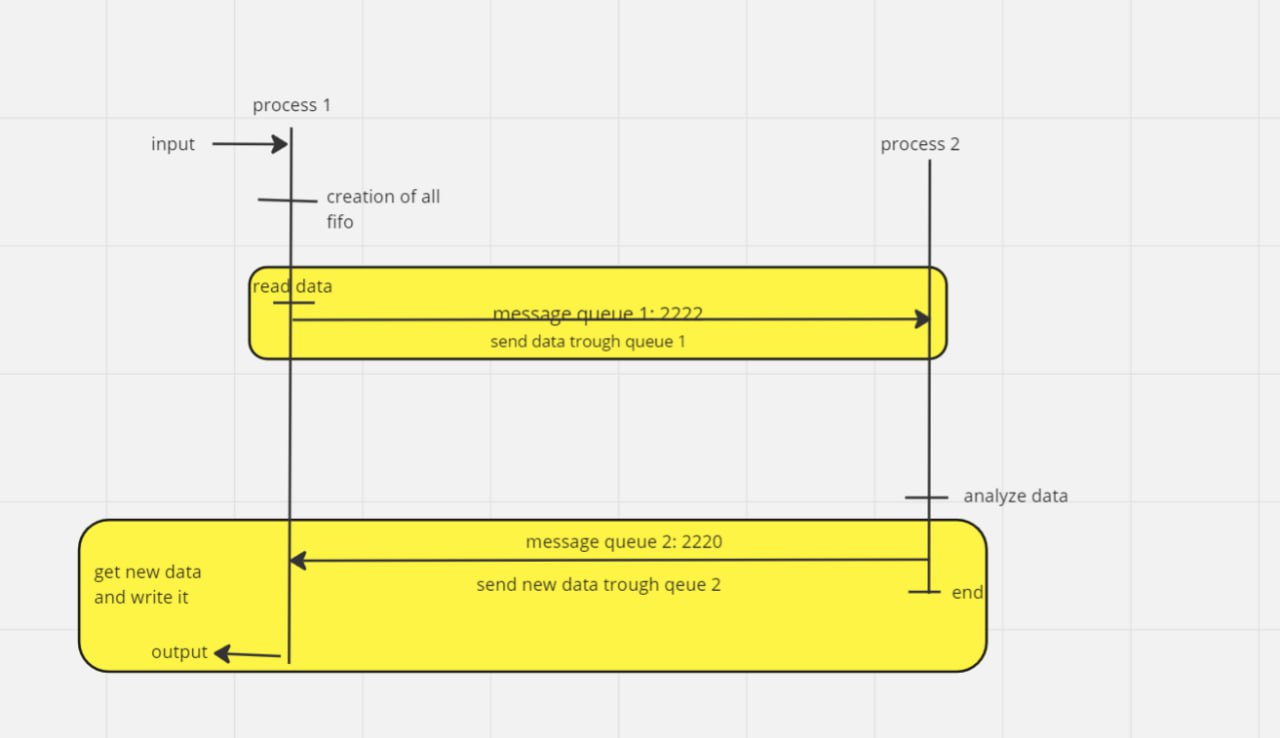 process 1
input
process 2
creation of all
fifo
read data
message queue 1: 2222
send data trough queue 1
analyze data
message queue 2: 2220
get new data
and write it
send new data trough qeue 2
end
output